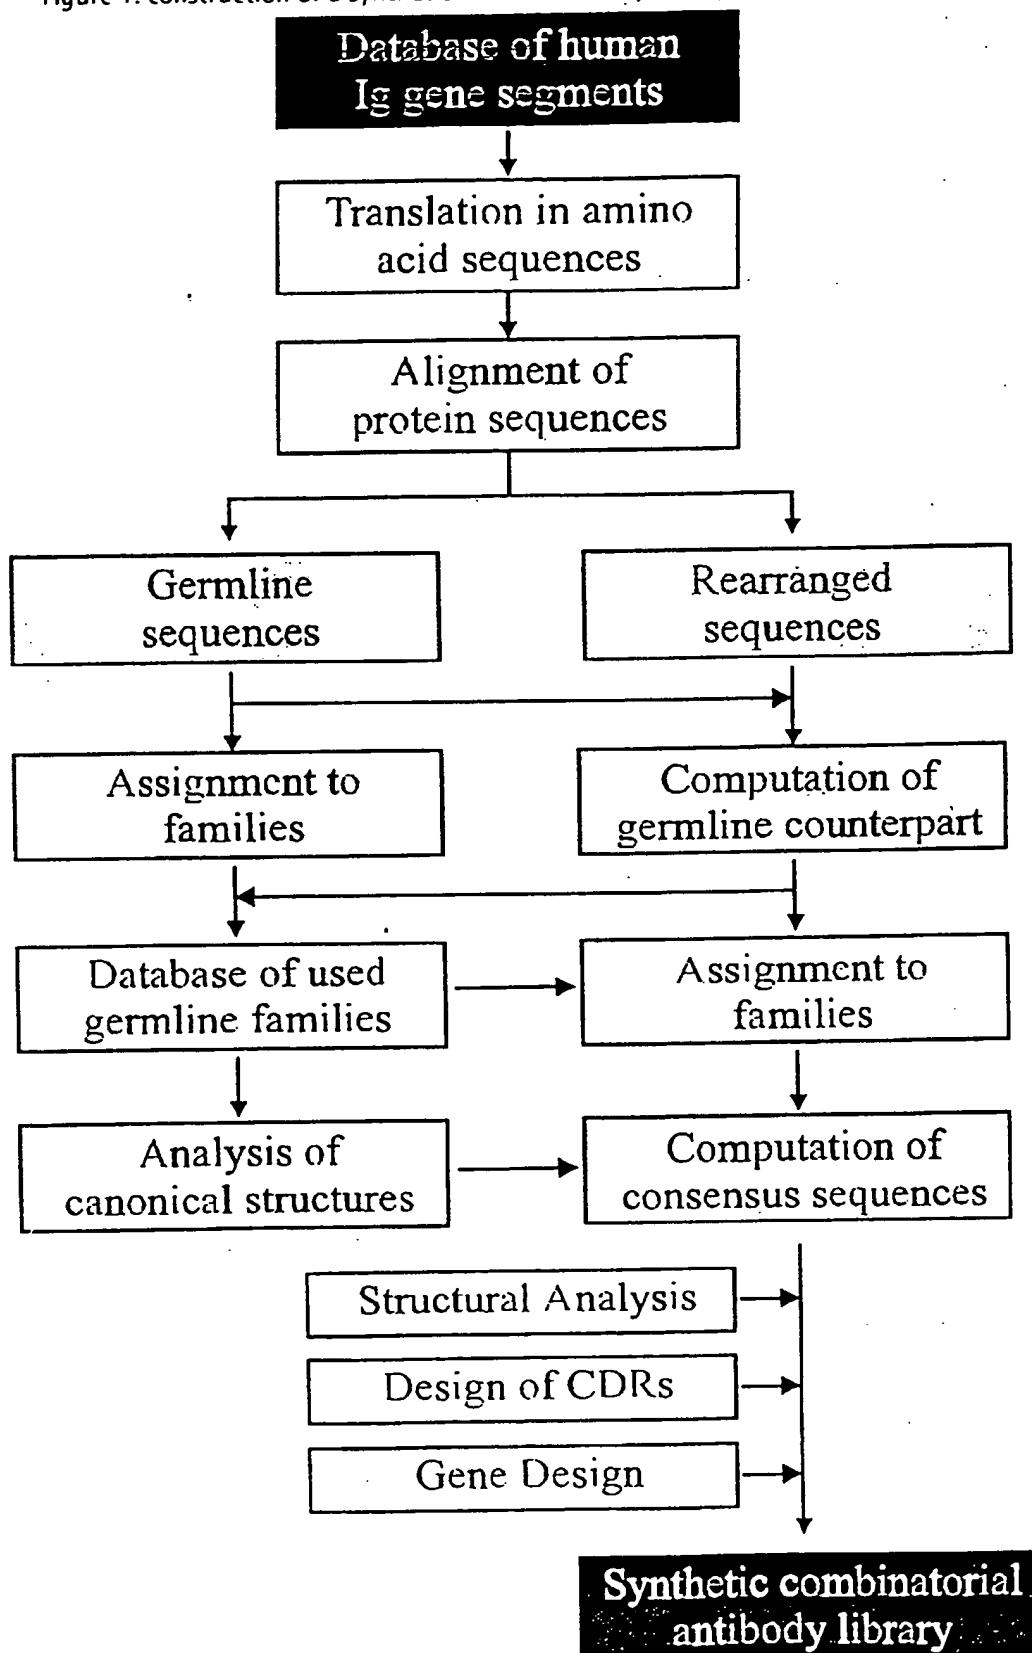 Database of human
Ig gene segments
Translation in amino
acid sequences
Alignment of
protein sequences
Germline
sequences
Rearranged
sequences
Assignment to
families
Computation of
germline counterpart
Database of used
germline families
Assignment to
families
Analysis of
canonical structures
Computation of
consensus sequences
Structural Analysis
Design of CDRs
Gene Design
Synthetic combinatorial
antibody library